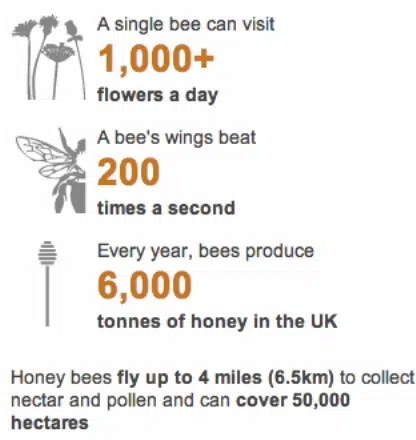 A single bee can visit
1,000+
flowers a day
A bee's wings beat
200
times a second
Every year, bees produce
6,000
tonnes of honey in the UK
Honey bees fly up to 4 miles (6.5km) to collect
nectar and pollen and can cover 50,000
hectares